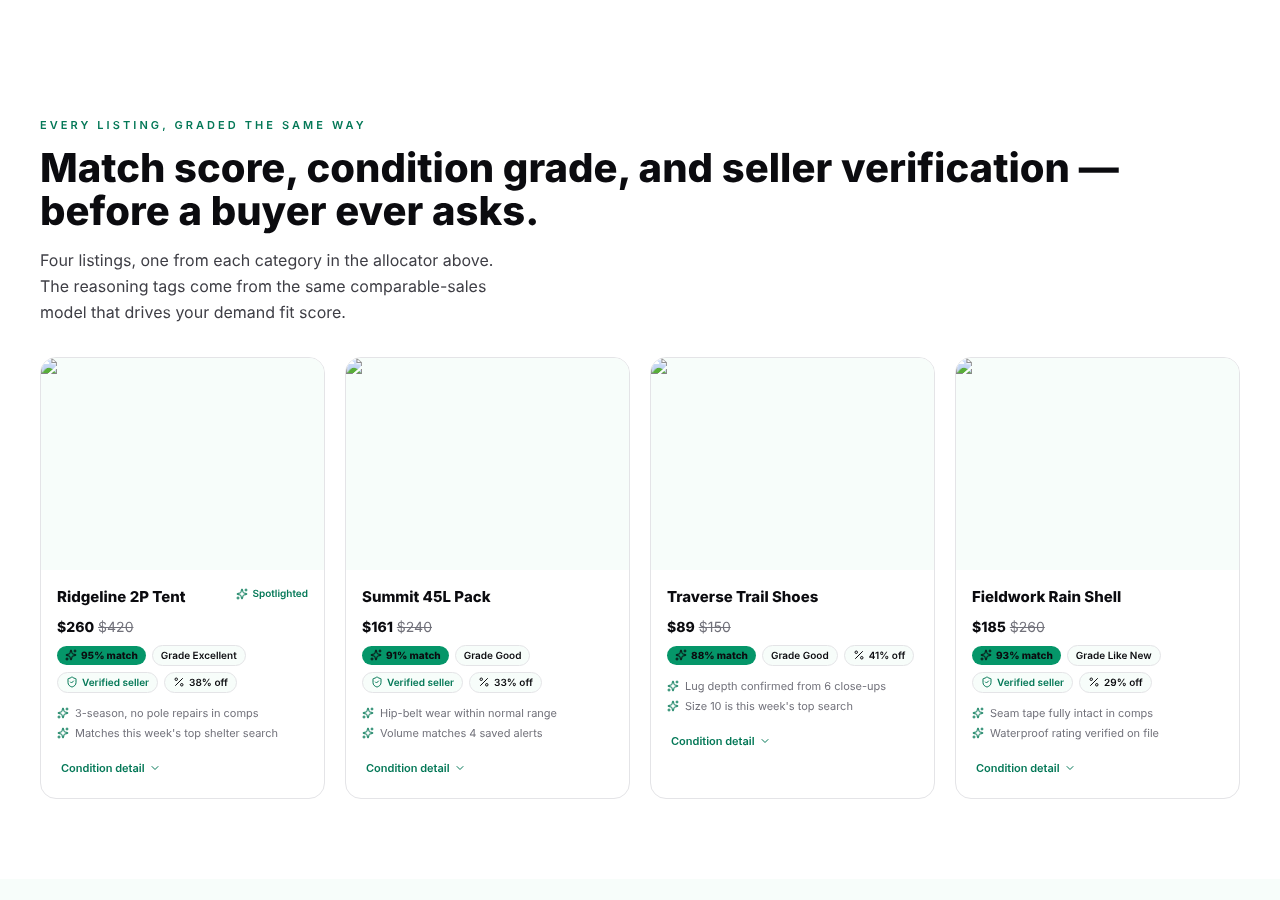 EVERY LISTING, GRADED THE SAME WAY
Match score, condition grade, and seller verification —
before a buyer ever asks.
Four listings, one from each category in the allocator above.
The reasoning tags come from the same comparable-sales
model that drives your demand fit score.
Ridgeline 2P Tent
Spotlighted
$260 $420
95% match
Grade Excellent
Verified seller
38% off
3-season, no pole repairs in comps
Matches this week's top shelter search
Condition detail
Summit 45L Pack
$161 $240
91% match
Grade Good
Verified seller
33% off
Hip-belt wear within normal range
Volume matches 4 saved alerts
Condition detail
Traverse Trail Shoes
$89 $150
88% match
Grade Good
41% off
Lug depth confirmed from 6 close-ups
Size 10 is this week's top search
Condition detail
Fieldwork Rain Shell
$185 $260
93% match
Grade Like New
Verified seller
29% off
Seam tape fully intact in comps
Waterproof rating verified on file
Condition detail